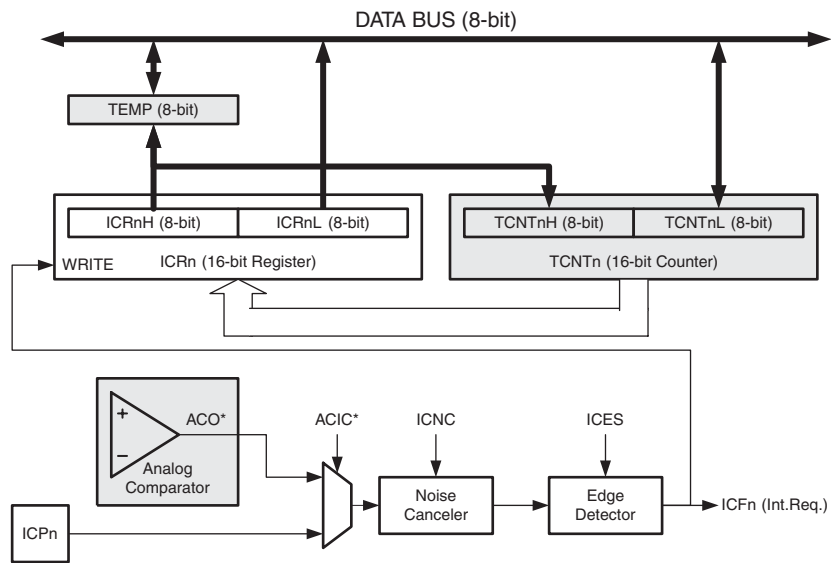 DATA BUS (8-bit)
TEMP (8-bit)
ICRnH (8-bit)
ICRnL (8-bit)
TCNTnH (8-bit)
TCNTnL (8-bit)
WRITE
ICRn (16-bit Register)
TCNTn (16-bit Counter)
+
−
ACO*
Analog
Comparator
ACIC*
ICNC
ICES
Noise
Canceler
Edge
Detector
ICFn (Int.Req.)
ICPn